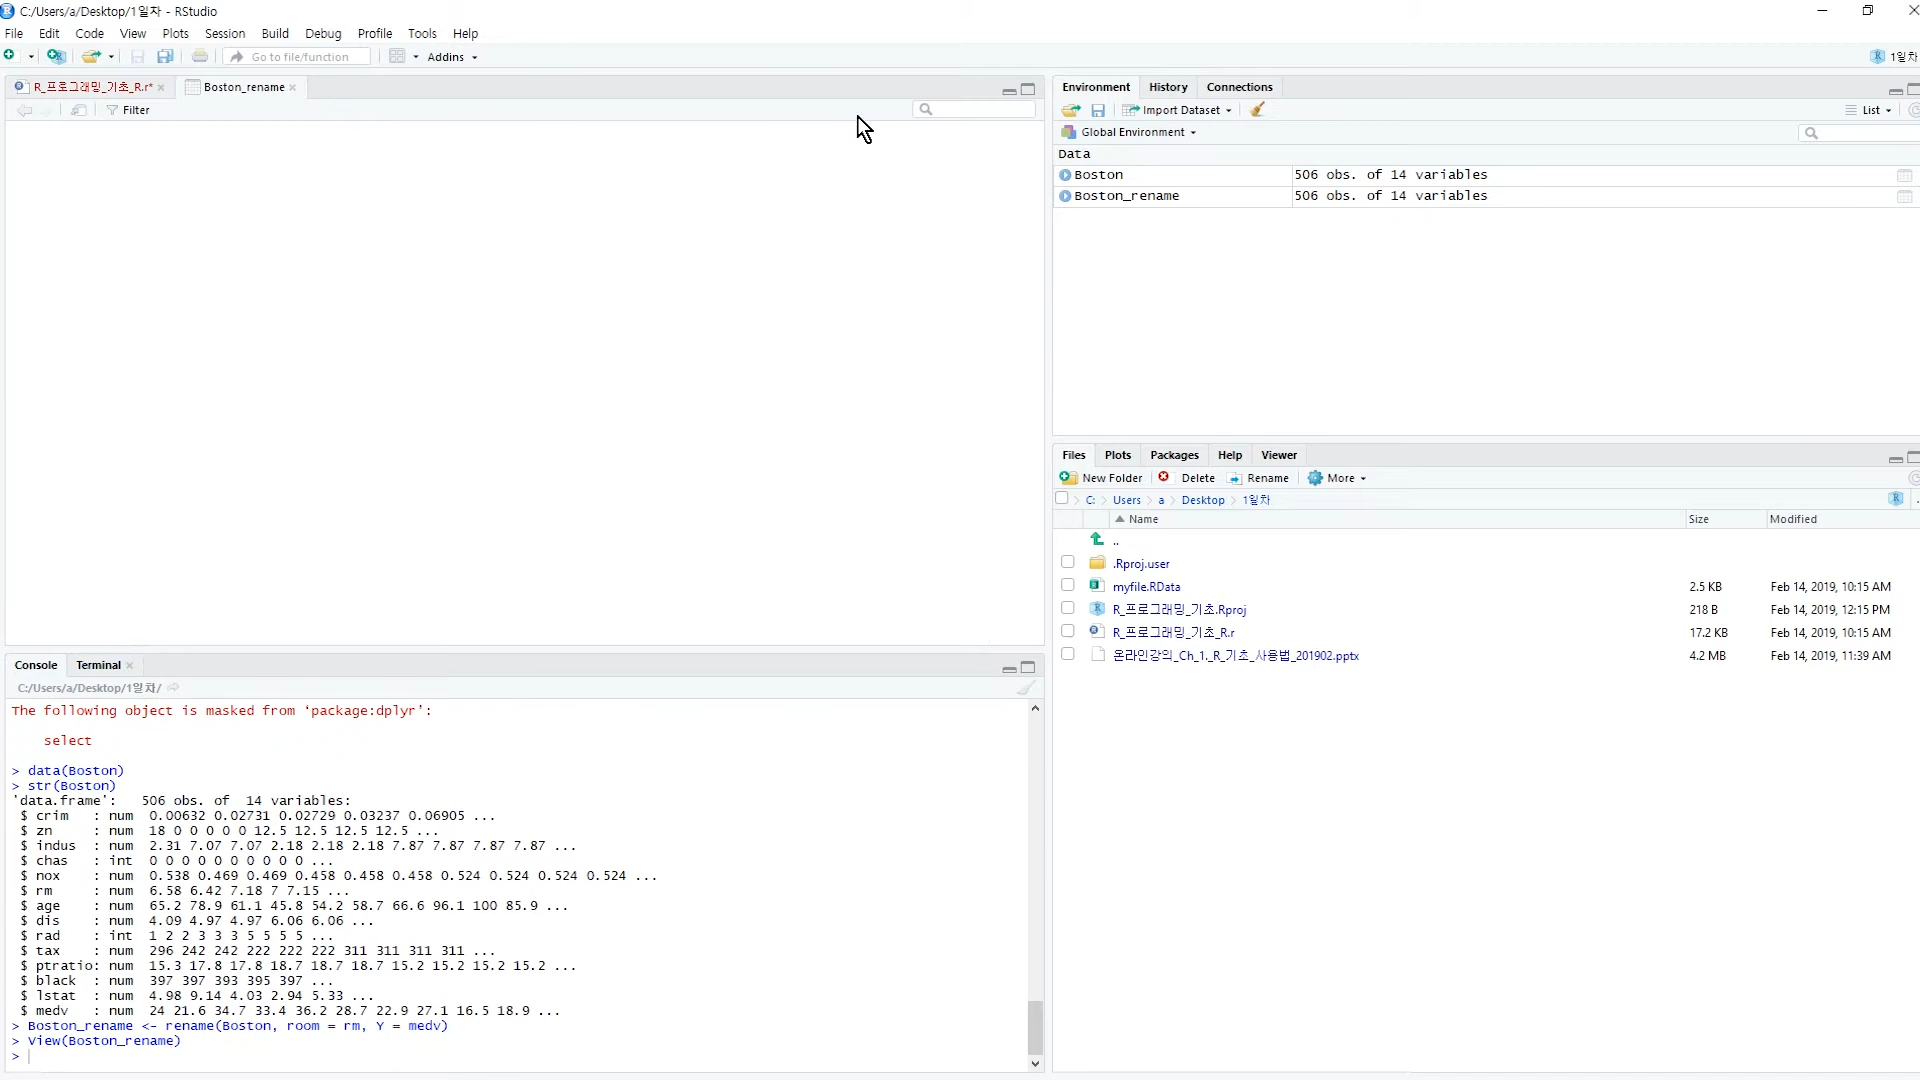 C:/Users/a/Desktop/1일차 - RStudio
File Edit Code View Plots Session Build Debug Profile Tools Help
Go to file/function Addins 1일차
R_프로그래밍_기초_R.r* Boston_rename
Filter
Environment History Connections
Import Dataset List
Global Environment
Data
Boston 506 obs. of 14 variables
Boston_rename 506 obs. of 14 variables
Files Plots Packages Help Viewer
New Folder Delete Rename More
C: Users a Desktop 1일차
Name Size Modified
..
.Rproj.user
myfile.RData 2.5 KB Feb 14, 2019, 10:15 AM
R_프로그래밍_기초.Rproj 218 B Feb 14, 2019, 12:15 PM
R_프로그래밍_기초_R.r 17.2 KB Feb 14, 2019, 10:15 AM
온라인강의_Ch_1._R_기초_사용법_201902.pptx 4.2 MB Feb 14, 2019, 11:39 AM
Console Terminal
C:/Users/a/Desktop/1일차/
The following object is masked from ‘package:dplyr’:
select
> data(Boston)
> str(Boston)
'data.frame': 506 obs. of 14 variables:
$ crim : num 0.00632 0.02731 0.02729 0.03237 0.06905 ...
$ zn : num 18 0 0 0 0 0 12.5 12.5 12.5 12.5 ...
$ indus : num 2.31 7.07 7.07 2.18 2.18 2.18 7.87 7.87 7.87 7.87 ...
$ chas : int 0 0 0 0 0 0 0 0 0 0 ...
$ nox : num 0.538 0.469 0.469 0.458 0.458 0.458 0.524 0.524 0.524 0.524 ...
$ rm : num 6.58 6.42 7.18 7 7.15 ...
$ age : num 65.2 78.9 61.1 45.8 54.2 58.7 66.6 96.1 100 85.9 ...
$ dis : num 4.09 4.97 4.97 6.06 6.06 ...
$ rad : int 1 2 2 3 3 3 5 5 5 5 ...
$ tax : num 296 242 242 222 222 222 311 311 311 311 ...
$ ptratio: num 15.3 17.8 17.8 18.7 18.7 18.7 15.2 15.2 15.2 15.2 ...
$ black : num 397 397 393 395 397 ...
$ lstat : num 4.98 9.14 4.03 2.94 5.33 ...
$ medv : num 24 21.6 34.7 33.4 36.2 28.7 22.9 27.1 16.5 18.9 ...
> Boston_rename <- rename(Boston, room = rm, Y = medv)
> View(Boston_rename)
>